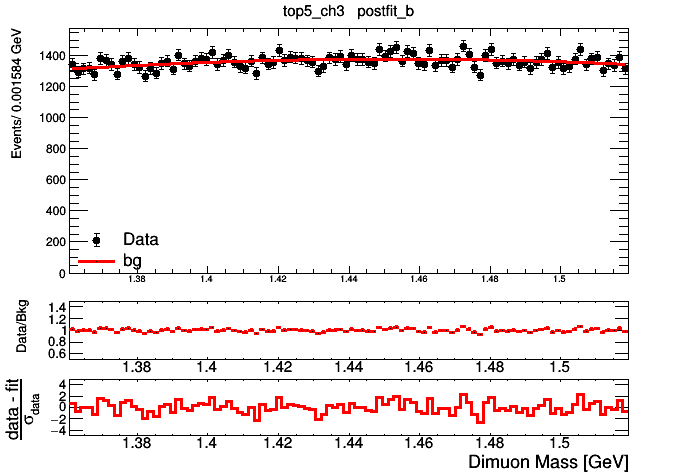 top5_ch3 postfit_b
Events/ 0.001584 GeV
1400
1200
1000
800
600
400
200
0
Data
bg
1.38 1.4 1.42 1.44 1.46 1.48 1.5
Data/Bkg
1.4
1.2
1
0.8
0.6
1.38 1.4 1.42 1.44 1.46 1.48 1.5
data - fit
σdata
4
2
0
−2
−4
1.38 1.4 1.42 1.44 1.46 1.48 1.5
Dimuon Mass [GeV]